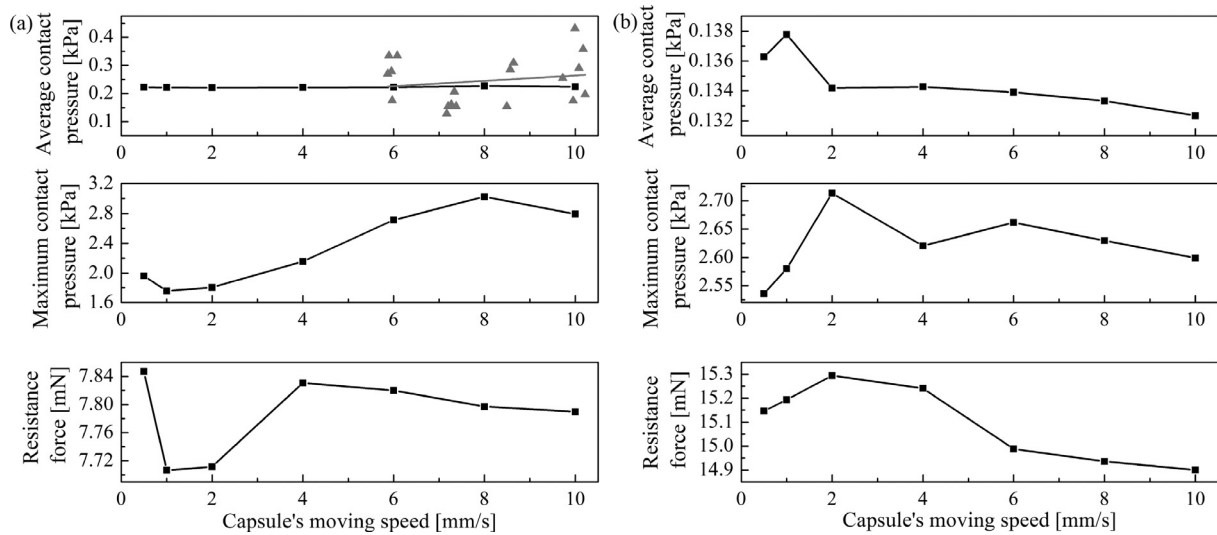 (a)
Average contact
pressure [kPa]
0.4
0.3
0.2
0.1
0 2 4 6 8 10
Maximum contact
pressure [kPa]
3.2
2.8
2.4
2.0
1.6
0 2 4 6 8 10
Resistance
force [mN]
7.84
7.80
7.76
7.72
0 2 4 6 8 10
Capsule's moving speed [mm/s]
(b)
Average contact
pressure [kPa]
0.138
0.136
0.134
0.132
0 2 4 6 8 10
Maximum contact
pressure [kPa]
2.70
2.65
2.60
2.55
0 2 4 6 8 10
Resistance
force [mN]
15.3
15.2
15.1
15.0
14.9
0 2 4 6 8 10
Capsule's moving speed [mm/s]